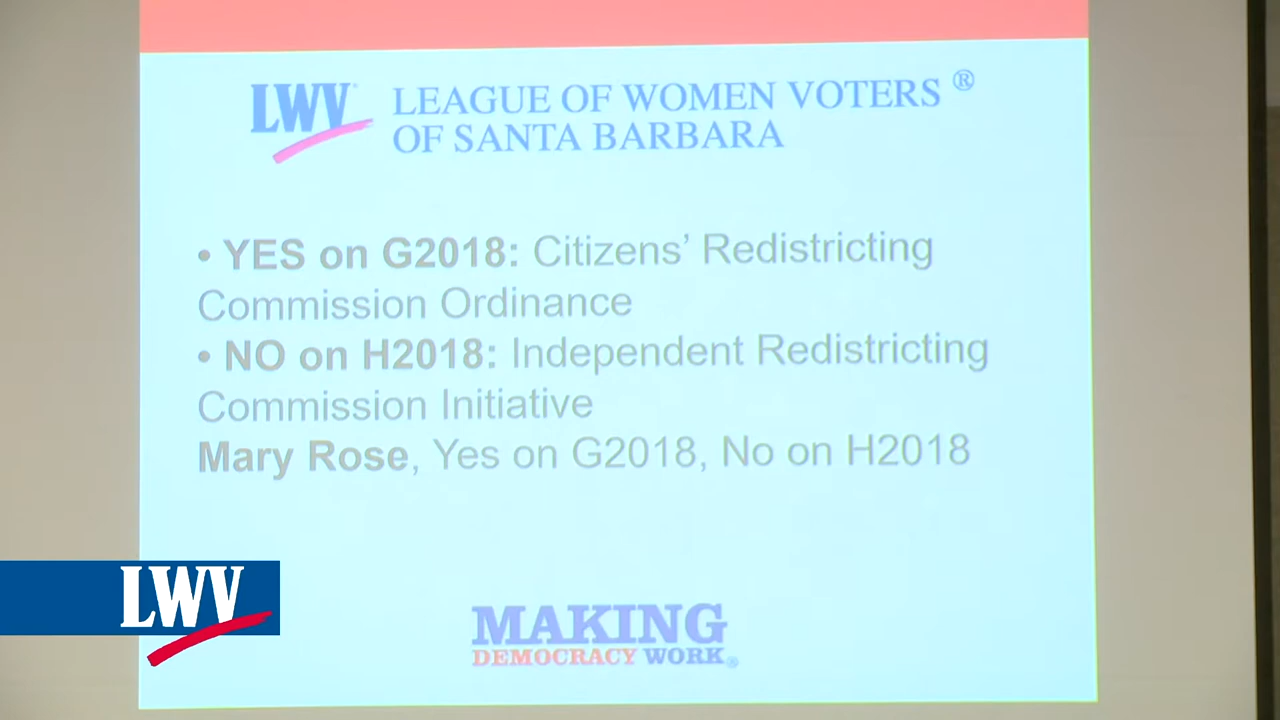 LWV LEAGUE OF WOMEN VOTERS ®
OF SANTA BARBARA
• YES on G2018: Citizens’ Redistricting
Commission Ordinance
• NO on H2018: Independent Redistricting
Commission Initiative
Mary Rose, Yes on G2018, No on H2018
LWV
MAKING
DEMOCRACY WORK®